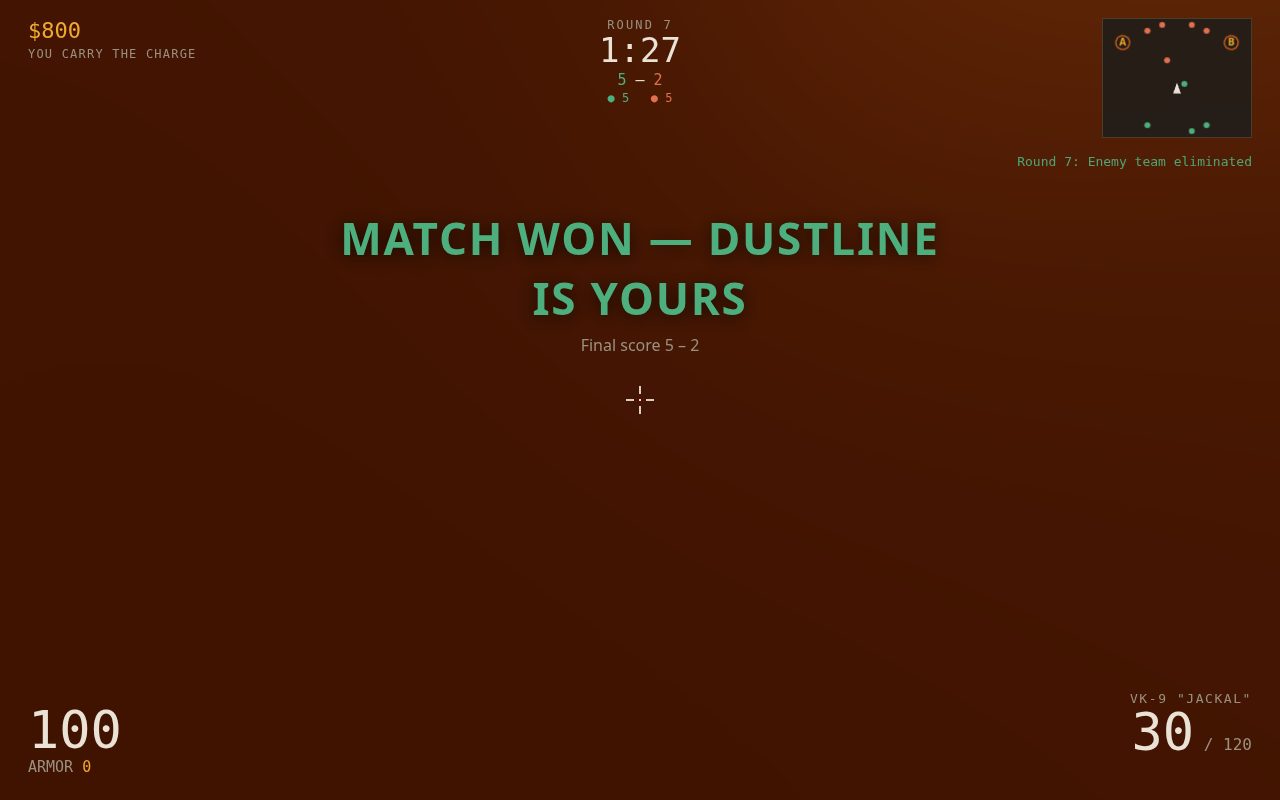 $800
YOU CARRY THE CHARGE
ROUND 7
1:27
5 — 2
● 5 ● 5
A B
Round 7: Enemy team eliminated
MATCH WON — DUSTLINE
IS YOURS
Final score 5 – 2
100
ARMOR 0
VK-9 "JACKAL"
30 / 120